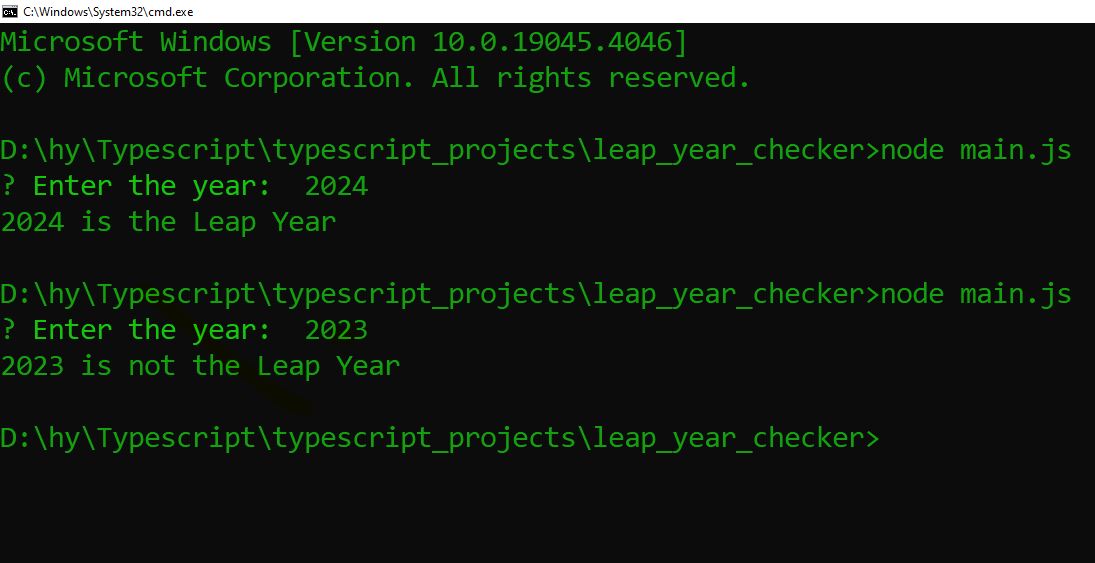 C:\Windows\System32\cmd.exe
Microsoft Windows [Version 10.0.19045.4046]
(c) Microsoft Corporation. All rights reserved.
D:\hy\Typescript\typescript_projects\leap_year_checker>node main.js
? Enter the year:  2024
2024 is the Leap Year
D:\hy\Typescript\typescript_projects\leap_year_checker>node main.js
? Enter the year:  2023
2023 is not the Leap Year
D:\hy\Typescript\typescript_projects\leap_year_checker>